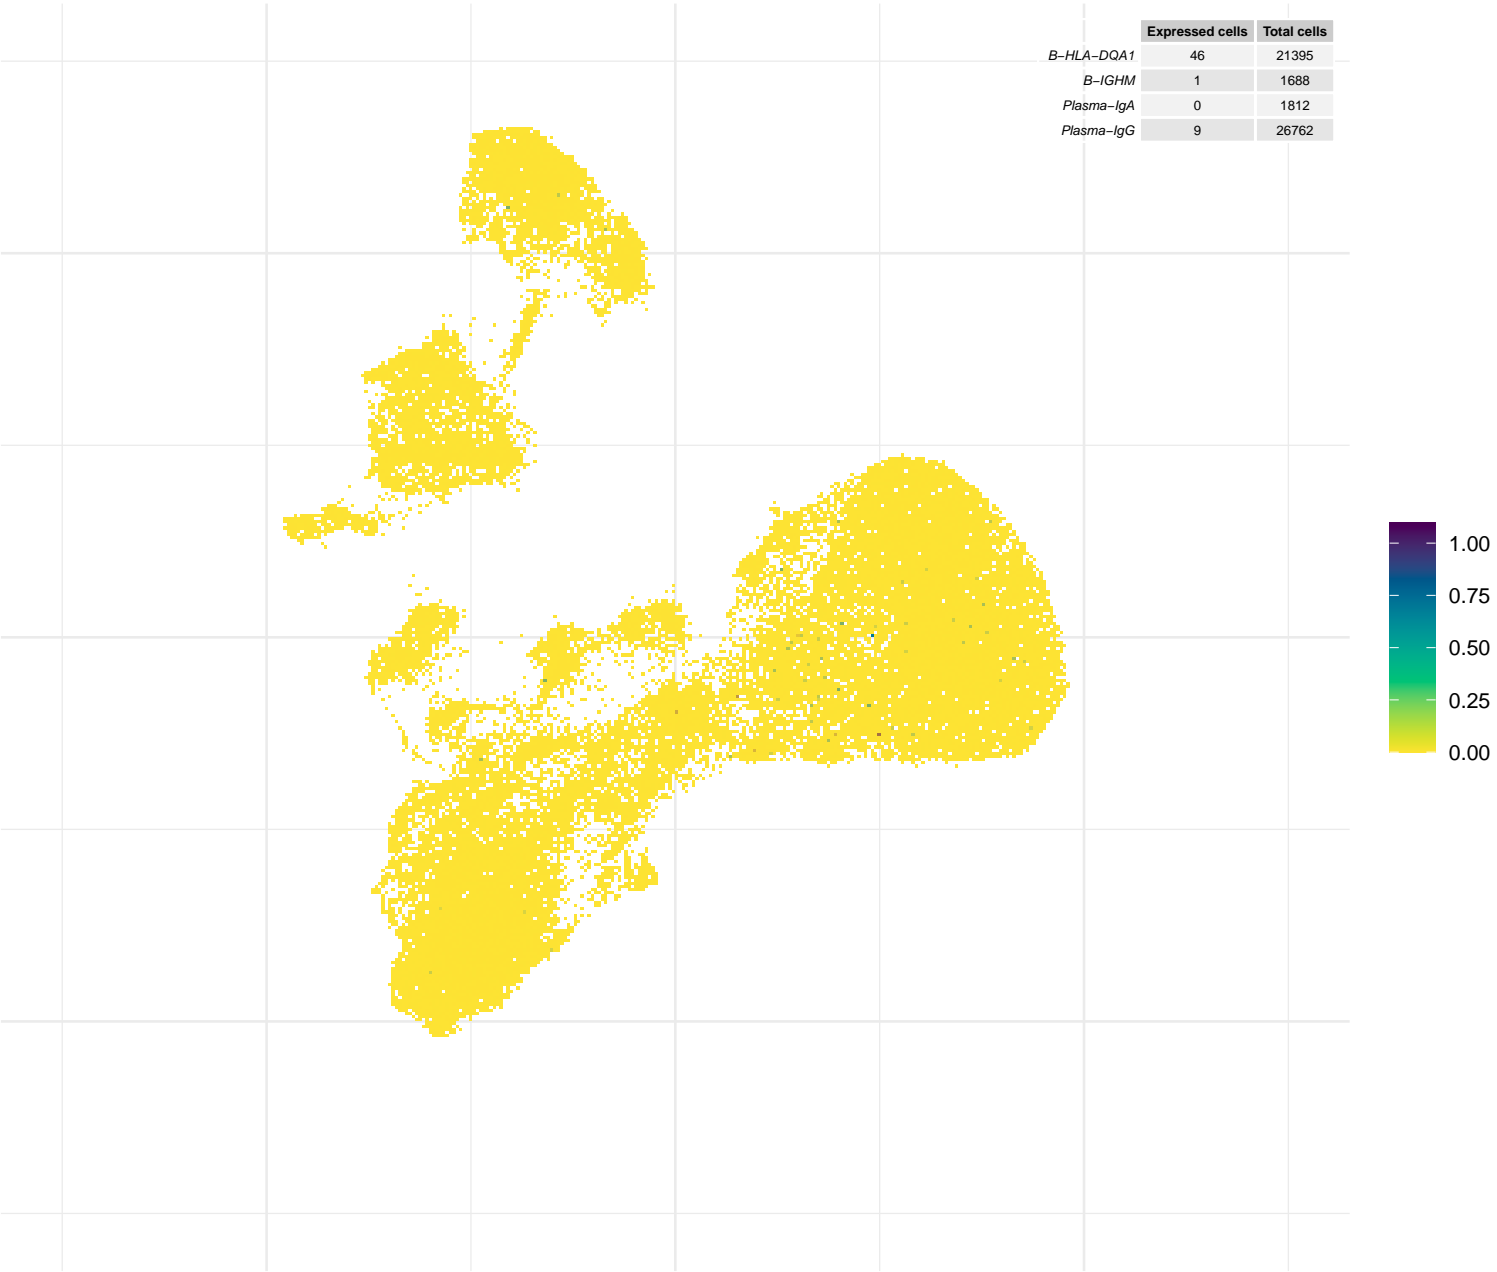 Expressed cells Total cells
B−HLA−DQA1 46 21395
B−IGHM 1 1688
Plasma−IgA 0 1812
Plasma−IgG 9 26762
1.00
0.75
0.50
0.25
0.00